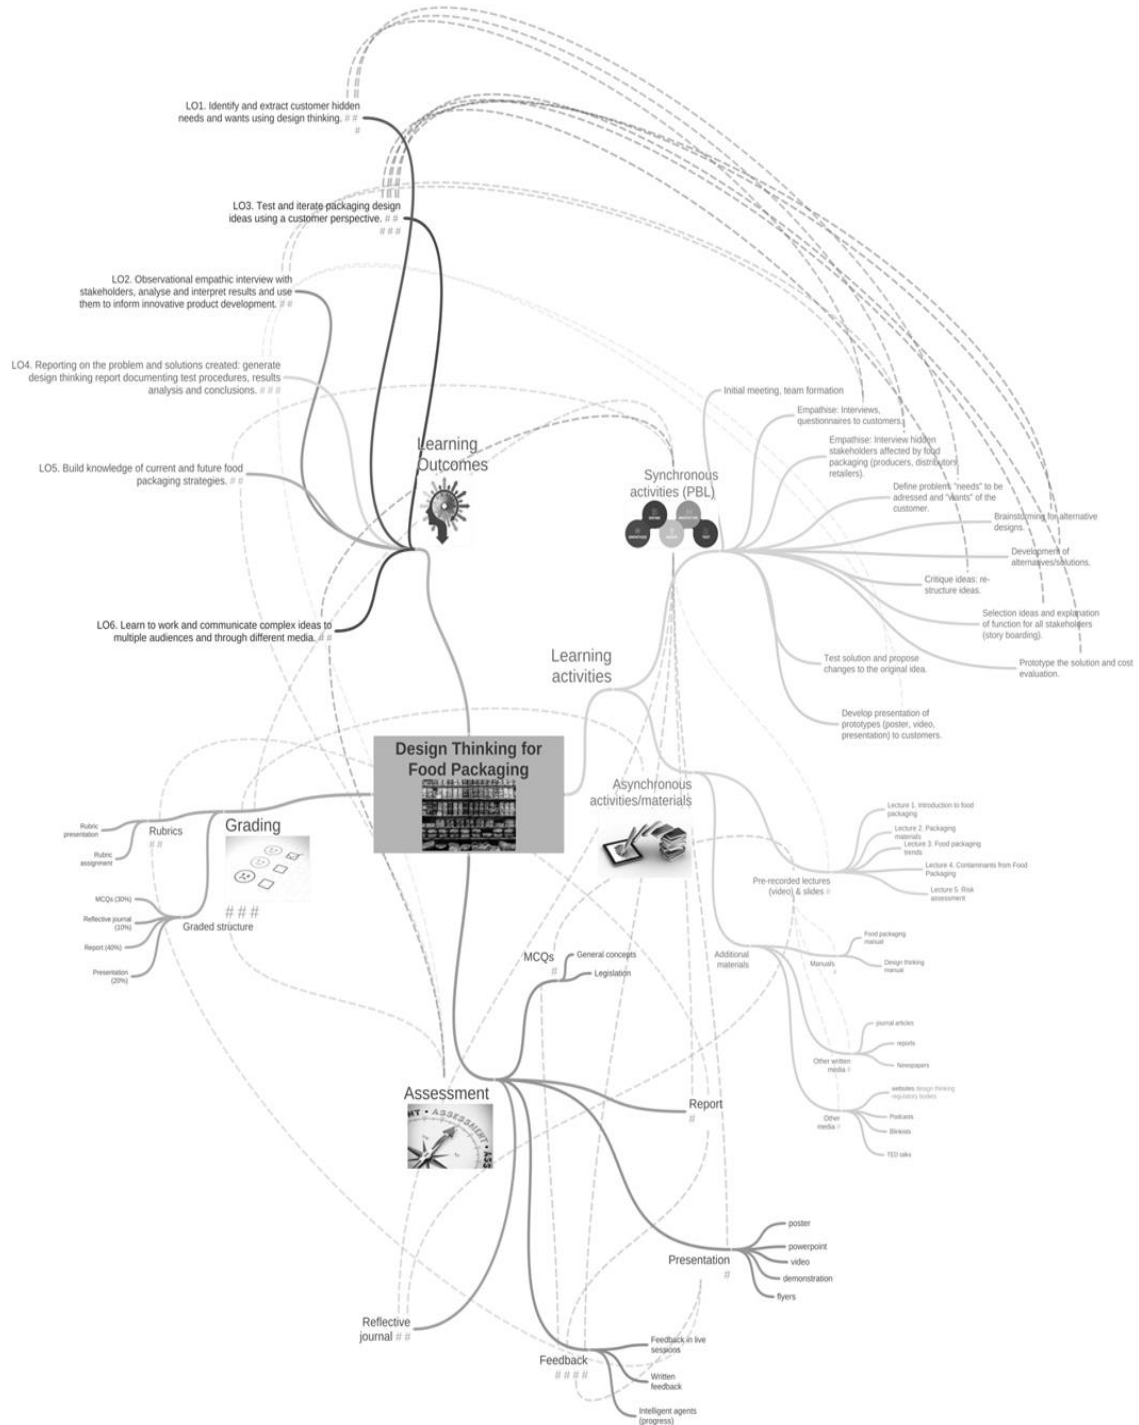 LO1. Identify and extract customer hidden
needs and wants using design thinking. # #
#
LO3. Test and iterate packaging design
ideas using a customer perspective. # #
# # #
LO2. Observational empathic interview with
stakeholders, analyse and interpret results and use
them to inform innovative product development. # #
LO4. Reporting on the problem and solutions created: generate
design thinking report documenting test procedures, results
analysis and conclusions. # # #
LO5. Build knowledge of current and future food
packaging strategies. # #
LO6. Learn to work and communicate complex ideas to
multiple audiences and through different media. # #
Learning
Outcomes
Synchronous
activities (PBL)
Initial meeting, team formation
Empathise: Interviews,
questionnaires to customers.
Empathise: Interview hidden
stakeholders affected by food
packaging (producers, distributors,
retailers).
Define problem, "needs" to be
adressed and "wants" of the
customer.
Brainstorming for alternative
designs.
Development of
alternatives/solutions.
Critique ideas: re-
structure ideas.
Selection ideas and explanation
of function for all stakeholders
(story boarding).
Prototype the solution and cost
evaluation.
Test solution and propose
changes to the original idea.
Develop presentation of
prototypes (poster, video,
presentation) to customers.
Learning
activities
Design Thinking for
Food Packaging
Asynchronous
activities/materials
Pre-recorded lectures
(video) & slides #
Lecture 1. Introduction to food
packaging
Lecture 2. Packaging
materials
Lecture 3. Food packaging
trends
Lecture 4. Contaminants from Food
Packaging
Lecture 5. Risk
assessment
Additional
materials
Manuals
Food packaging
manual
Design thinking
manual
Other written
media #
journal articles
reports
Newspapers
Other
media #
websites design thinking
regulatory bodies
Podcasts
Blinkists
TED talks
Grading
# # #
Rubrics
# #
Rubric
presentation
Rubric
assignment
Graded structure
MCQs (30%)
Reflective journal
(10%)
Report (40%)
Presentation
(20%)
MCQs
#
General concepts
Legislation
Assessment
NT • ASSESSMENT • ASS
Report
#
Presentation
#
poster
powerpoint
video
demonstration
flyers
Reflective
journal # #
Feedback
# # # #
Feedback in live
sessions
Written
feedback
Intelligent agents
(progress)